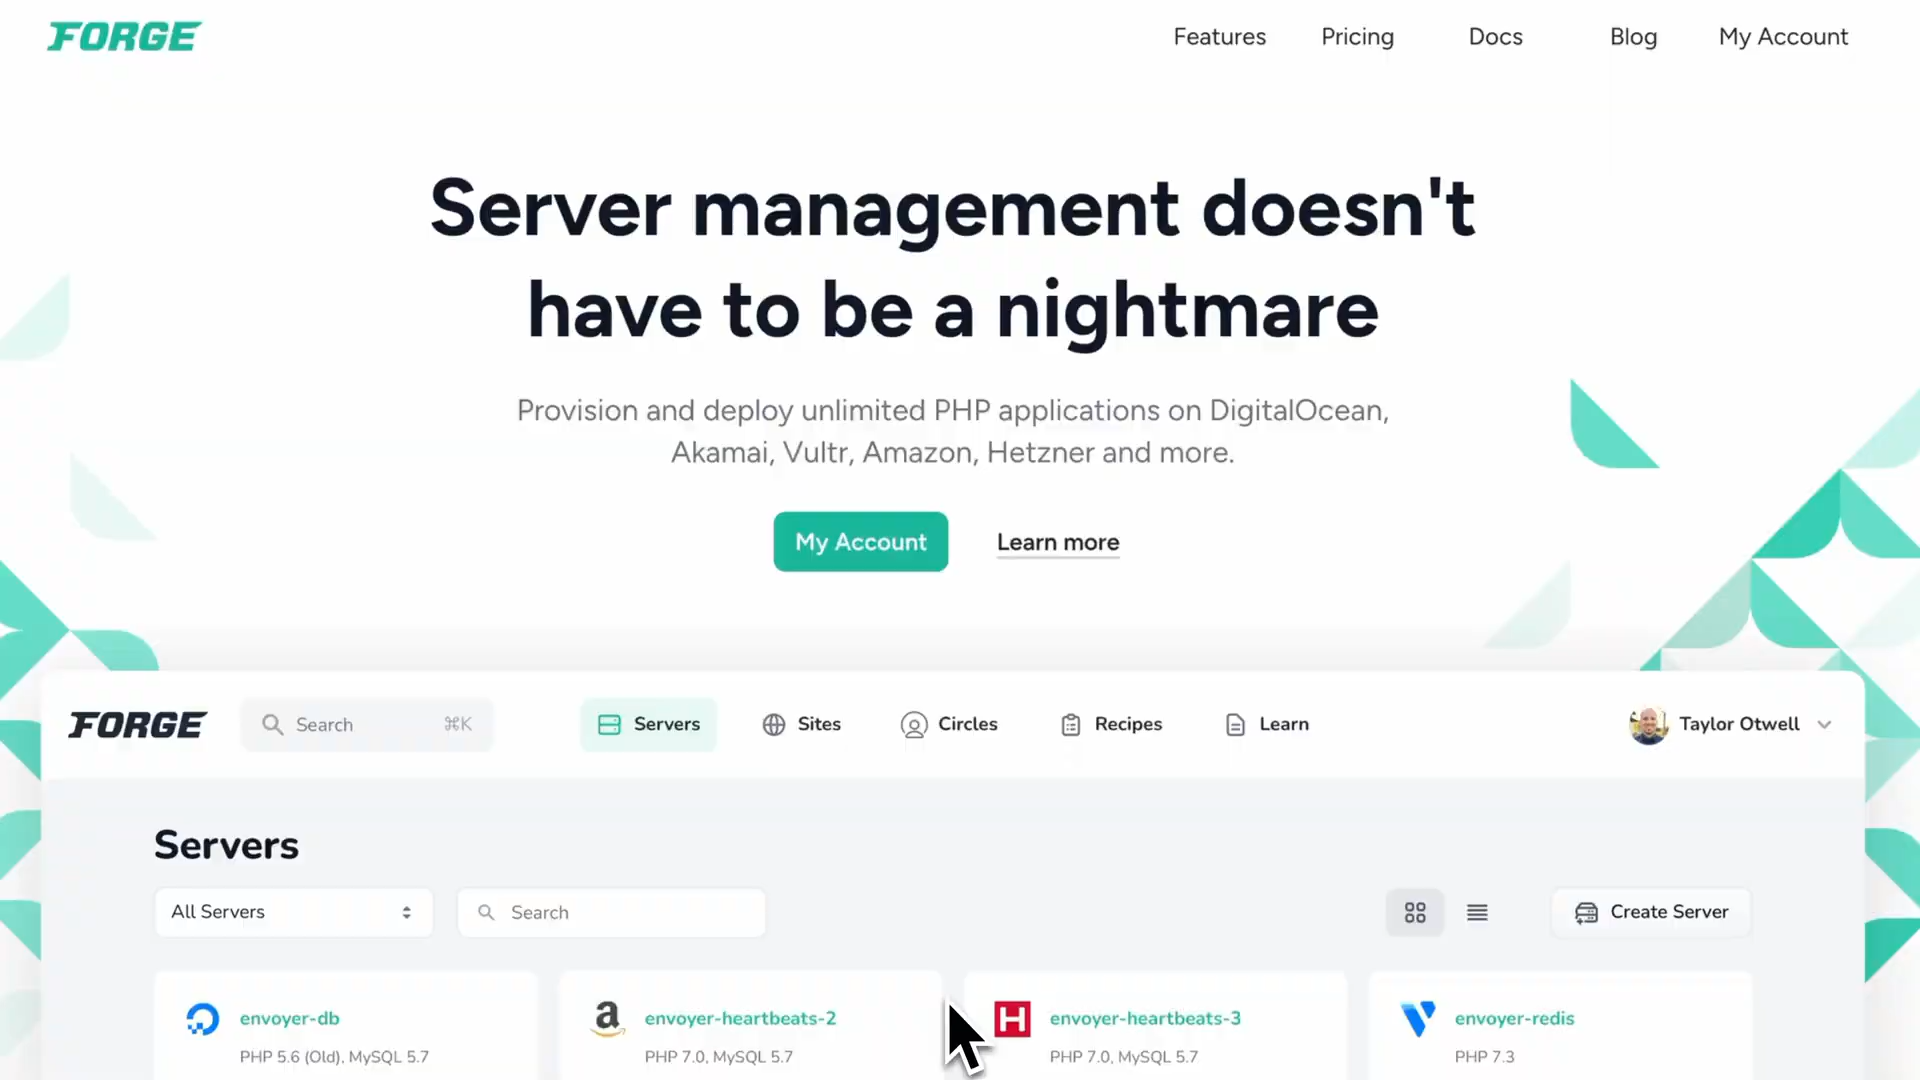 FORGE
Features
Pricing
Docs
Blog
My Account
Server management doesn't
have to be a nightmare
Provision and deploy unlimited PHP applications on DigitalOcean,
Akamai, Vultr, Amazon, Hetzner and more.
My Account
Learn more
FORGE
Search
⌘K
Servers
Sites
Circles
Recipes
Learn
Taylor Otwell
Servers
All Servers
Search
Create Server
envoyer-db
PHP 5.6 (Old), MySQL 5.7
envoyer-heartbeats-2
PHP 7.0, MySQL 5.7
envoyer-heartbeats-3
PHP 7.0, MySQL 5.7
envoyer-redis
PHP 7.3